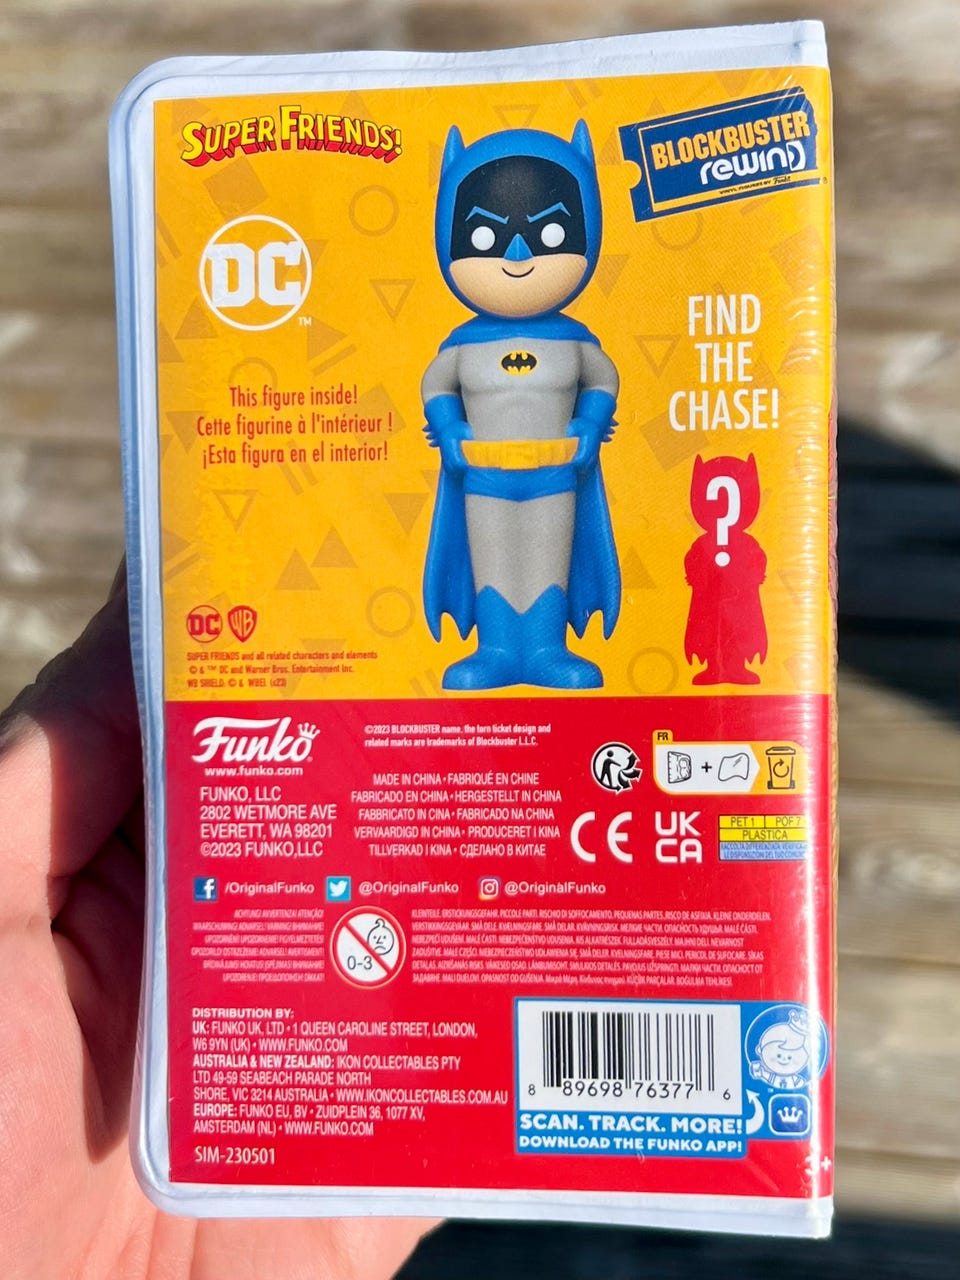 SUPER FRIENDS!
BLOCKBUSTER
rewind
VINYL FIGURES BY Funko
DC
™
FIND
THE
CHASE!
This figure inside!
Cette figurine à l'intérieur !
¡Esta figura en el interior!
?
DC WB
SUPER FRIENDS and all related characters and elements
© & ™ DC and Warner Bros. Entertainment Inc.
WB SHIELD: © & WBEI. (s23)
Funko
www.funko.com
FUNKO, LLC
2802 WETMORE AVE
EVERETT, WA 98201
©2023 FUNKO,LLC
©2023 BLOCKBUSTER name, the torn ticket design and
related marks are trademarks of Blockbuster L.L.C.
MADE IN CHINA • FABRIQUÉ EN CHINE
FABRICADO EN CHINA • HERGESTELLT IN CHINA
FABBRICATO IN CINA • FABRICADO NA CHINA
VERVAARDIGD IN CHINA • PRODUCERET I KINA
TILLVERKAD I KINA • СДЕЛАНО В КИТАЕ
FR
+
CE
UK
CA
PET 1 POF 7
PLASTICA
f /OriginalFunko @OriginalFunko @OriginalFunko
0-3
DISTRIBUTION BY:
UK: FUNKO UK, LTD • 1 QUEEN CAROLINE STREET, LONDON,
W6 9YN (UK) • WWW.FUNKO.COM
AUSTRALIA & NEW ZEALAND: IKON COLLECTABLES PTY
LTD 49-59 SEABEACH PARADE NORTH
SHORE, VIC 3214 AUSTRALIA • WWW.IKONCOLLECTABLES.COM.AU
EUROPE: FUNKO EU, BV • ZUIDPLEIN 36, 1077 XV,
AMSTERDAM (NL) • WWW.FUNKO.COM
SIM-230501
8 89698 76377 6
SCAN. TRACK. MORE!
DOWNLOAD THE FUNKO APP!
3+